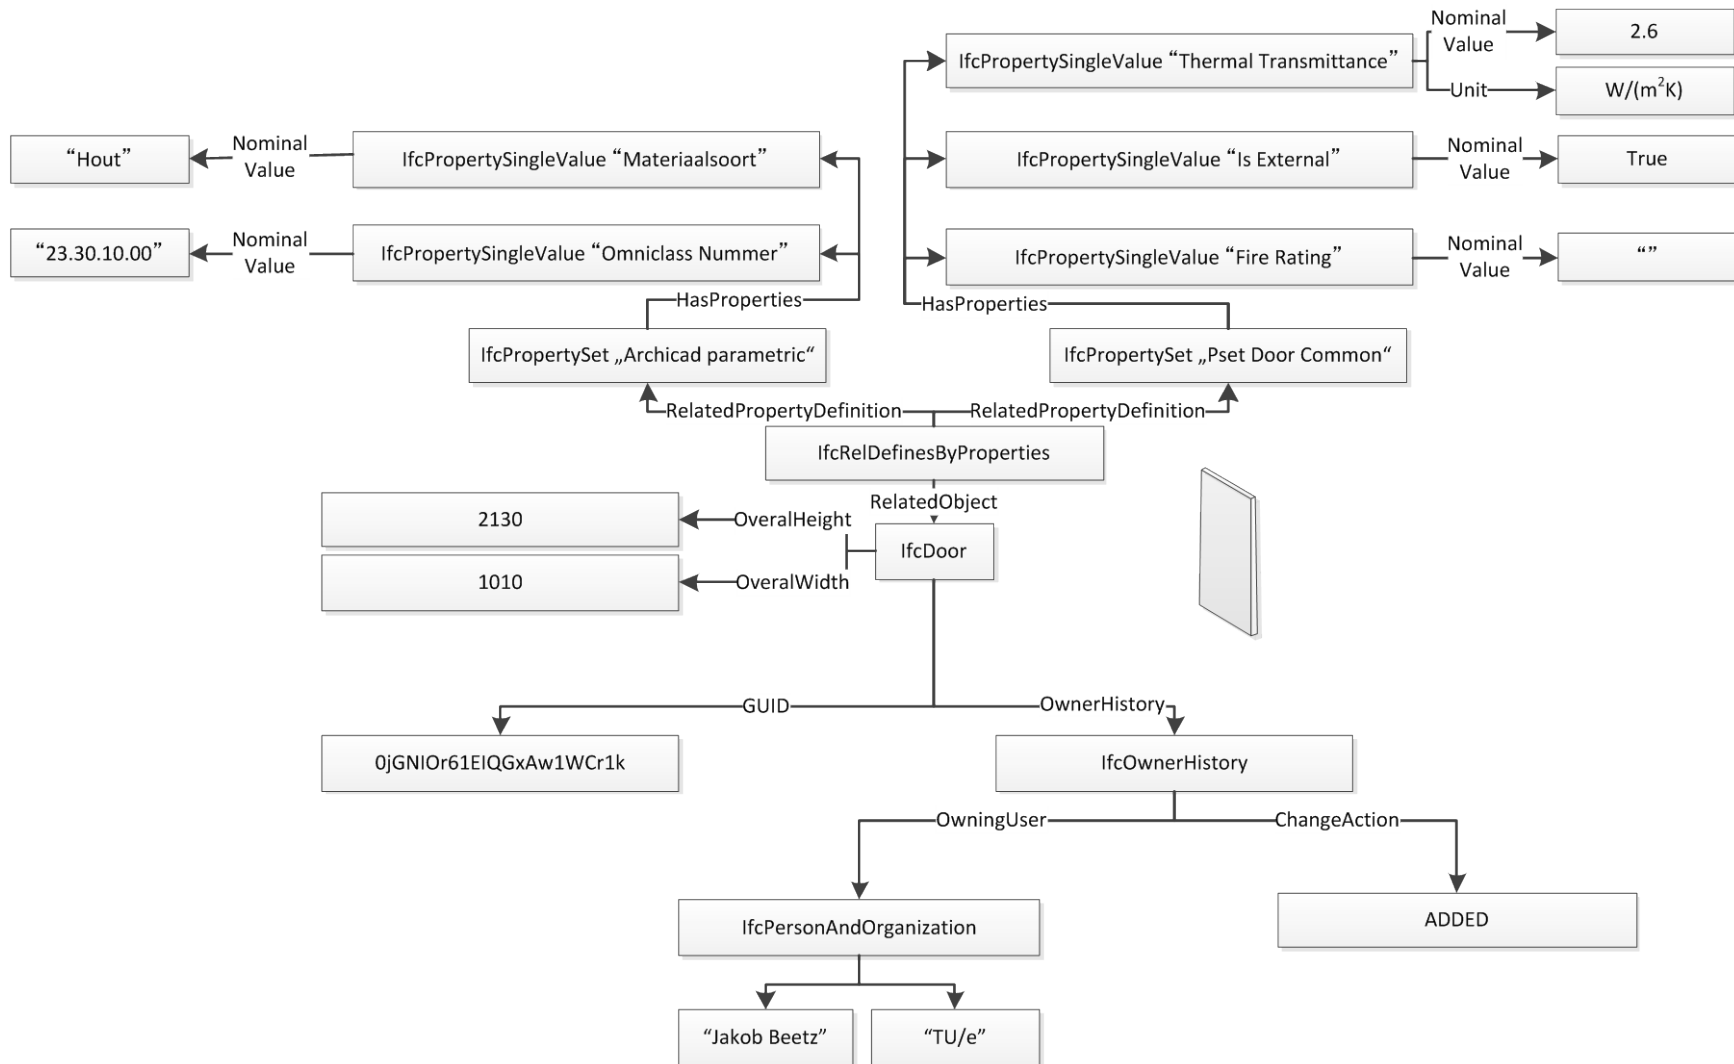 Nominal
Value
2.6
IfcPropertySingleValue “Thermal Transmittance”
Unit
W/(m²K)
“Hout”
Nominal
Value
IfcPropertySingleValue “Materiaalsoort”
IfcPropertySingleValue “Is External”
Nominal
Value
True
“23.30.10.00”
Nominal
Value
IfcPropertySingleValue “Omniclass Nummer”
IfcPropertySingleValue “Fire Rating”
Nominal
Value
“”
HasProperties
HasProperties
IfcPropertySet „Archicad parametric“
IfcPropertySet „Pset Door Common“
RelatedPropertyDefinition
RelatedPropertyDefinition
IfcRelDefinesByProperties
RelatedObject
2130
OveralHeight
IfcDoor
1010
OveralWidth
GUID
OwnerHistory
0jGNIOr61EIQGxAw1WCr1k
IfcOwnerHistory
OwningUser
ChangeAction
IfcPersonAndOrganization
ADDED
“Jakob Beetz”
“TU/e”